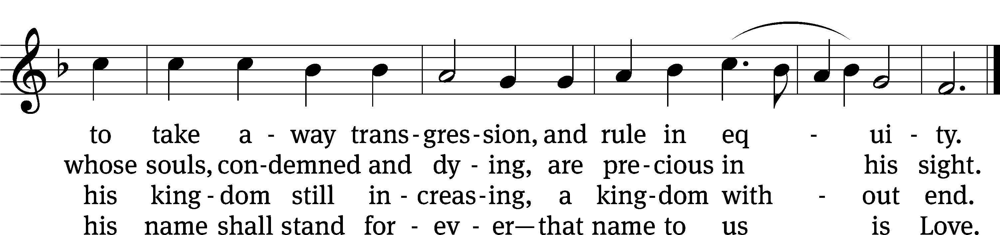 to take a - way trans - gres - sion, and rule in eq - ui - ty.
whose souls, con - demned and dy - ing, are pre - cious in his sight.
his king - dom still in - creas - ing, a king - dom with - out end.
his name shall stand for - ev - er—that name to us is Love.